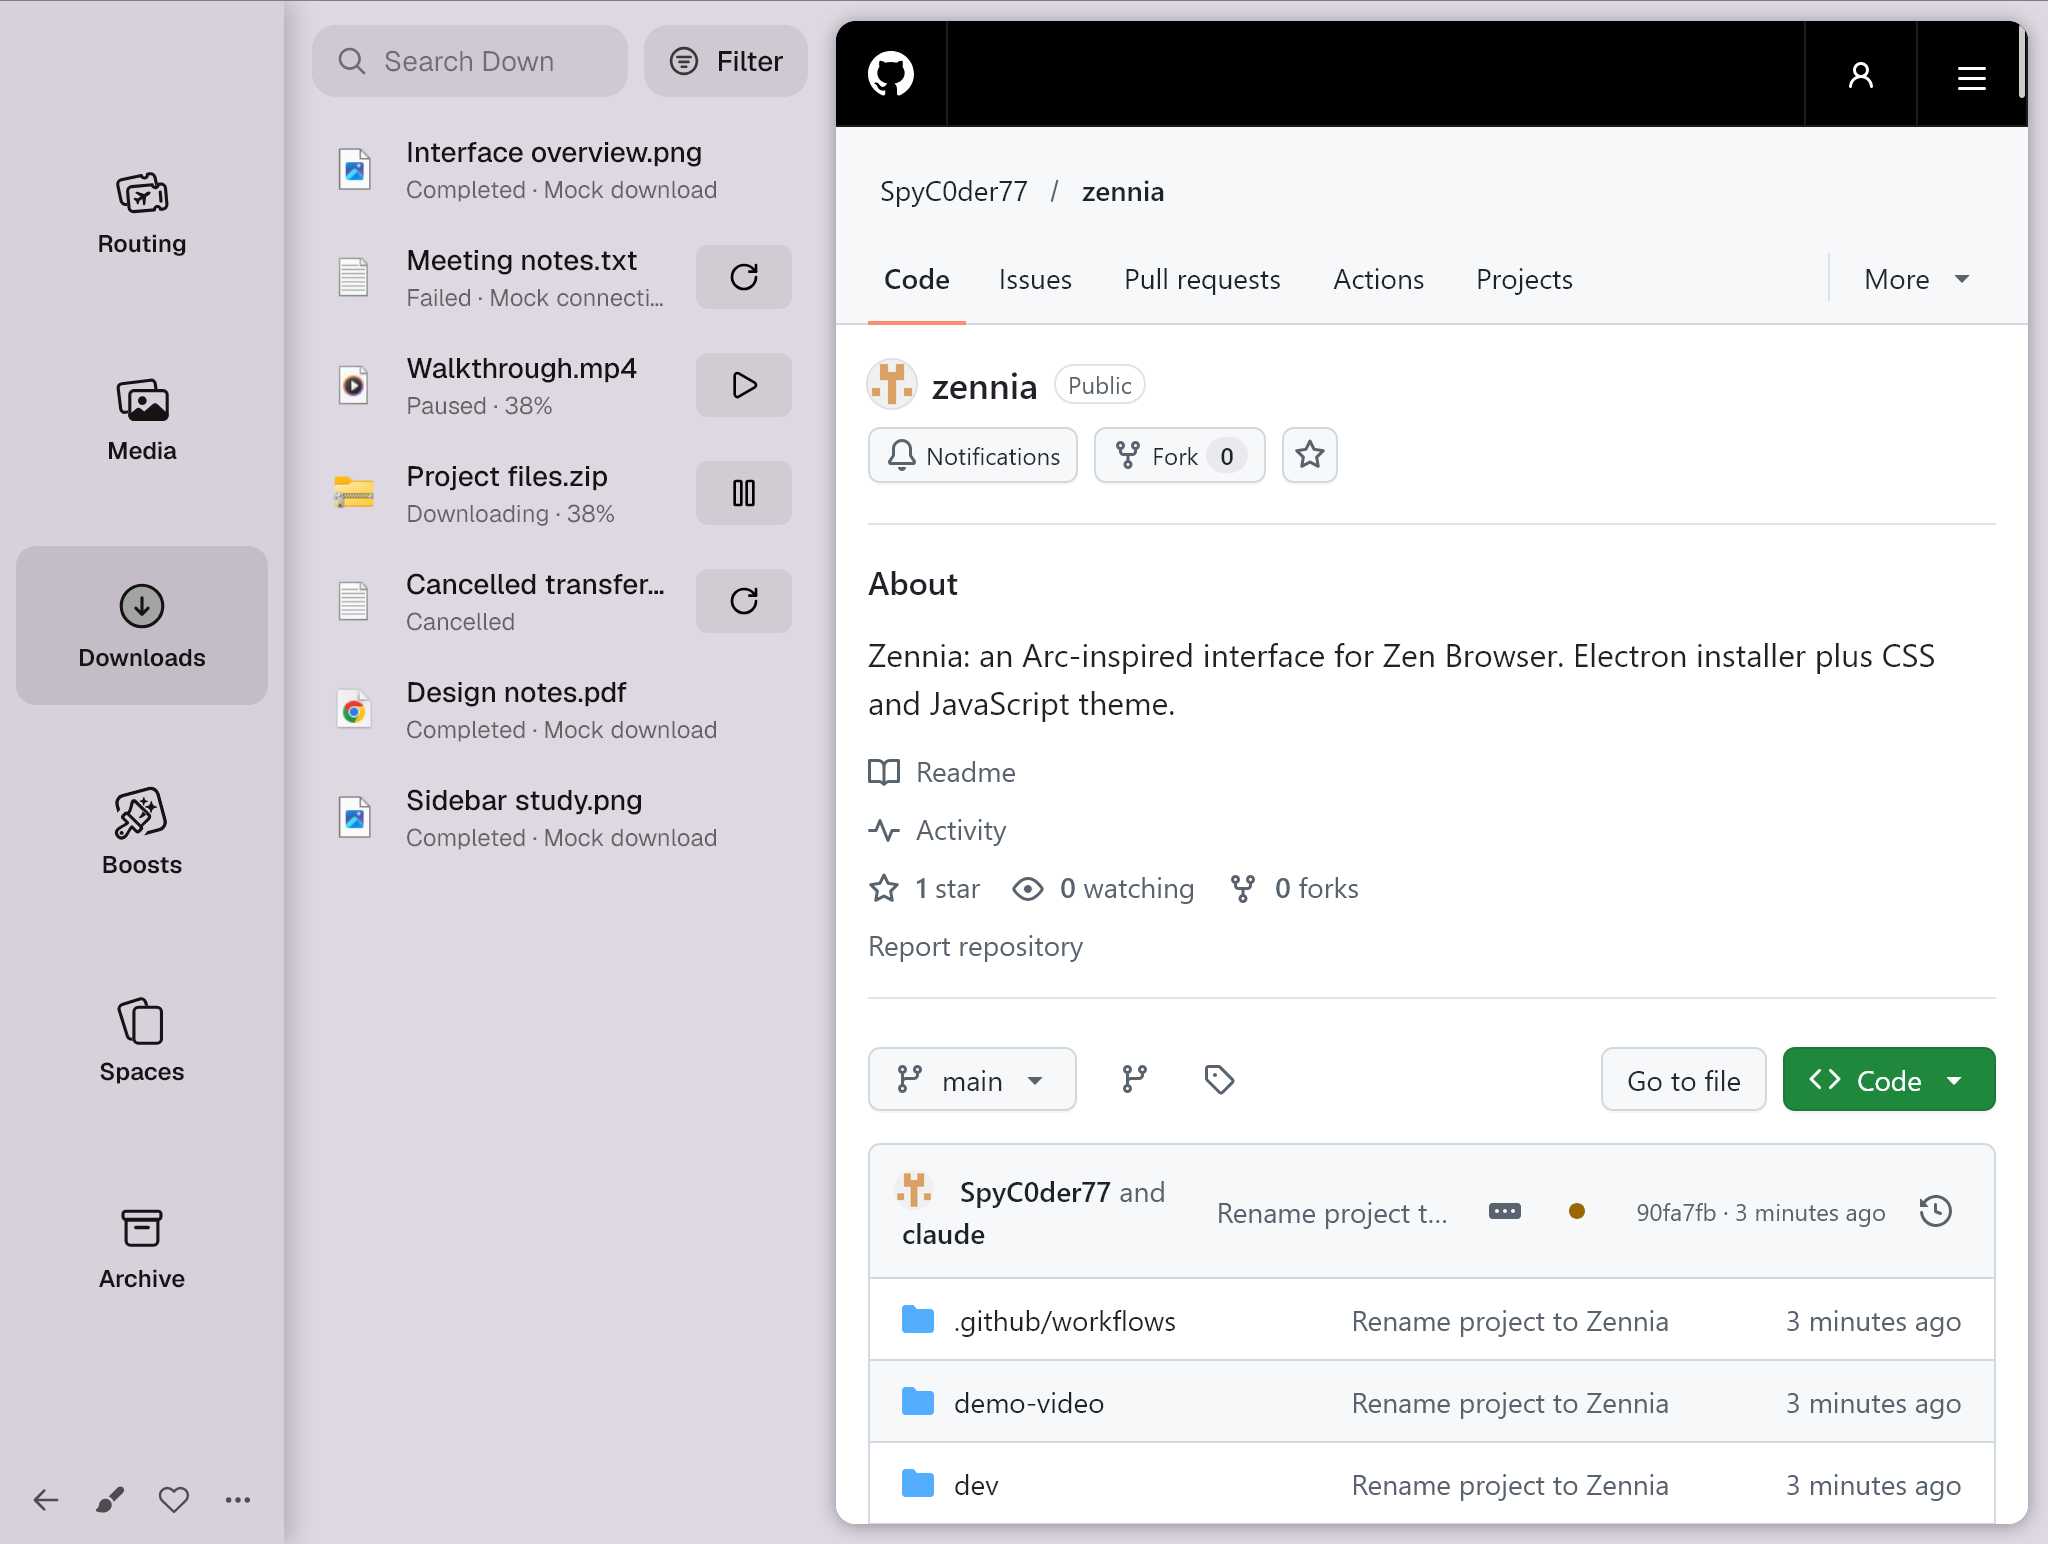 Routing
Media
Downloads
Boosts
Spaces
Archive
Search Down
Filter
Interface overview.png
Completed · Mock download
Meeting notes.txt
Failed · Mock connecti...
Walkthrough.mp4
Paused · 38%
Project files.zip
Downloading · 38%
Cancelled transfer...
Cancelled
Design notes.pdf
Completed · Mock download
Sidebar study.png
Completed · Mock download
SpyC0der77 / zennia
Code Issues Pull requests Actions Projects More
zennia Public
Notifications Fork 0
About
Zennia: an Arc-inspired interface for Zen Browser. Electron installer plus CSS
and JavaScript theme.
Readme
Activity
1 star 0 watching 0 forks
Report repository
main Go to file Code
SpyC0der77 and
claude
Rename project t... 90fa7fb · 3 minutes ago
.github/workflows Rename project to Zennia 3 minutes ago
demo-video Rename project to Zennia 3 minutes ago
dev Rename project to Zennia 3 minutes ago